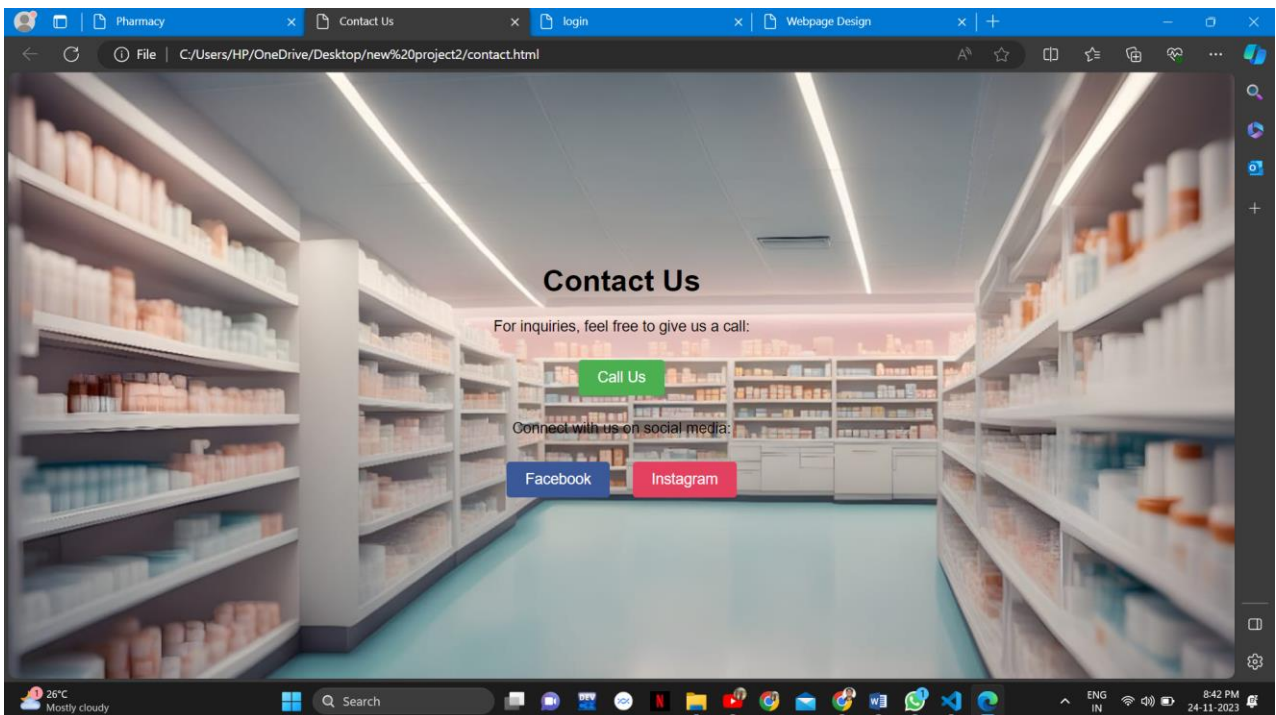 Pharmacy
Contact Us
login
Webpage Design
File
C:/Users/HP/OneDrive/Desktop/new%20project2/contact.html
Contact Us
For inquiries, feel free to give us a call:
Call Us
Connect with us on social media:
Facebook
Instagram
1
26°C
Mostly cloudy
Search
DEV
N
ENG
IN
8:42 PM
24-11-2023